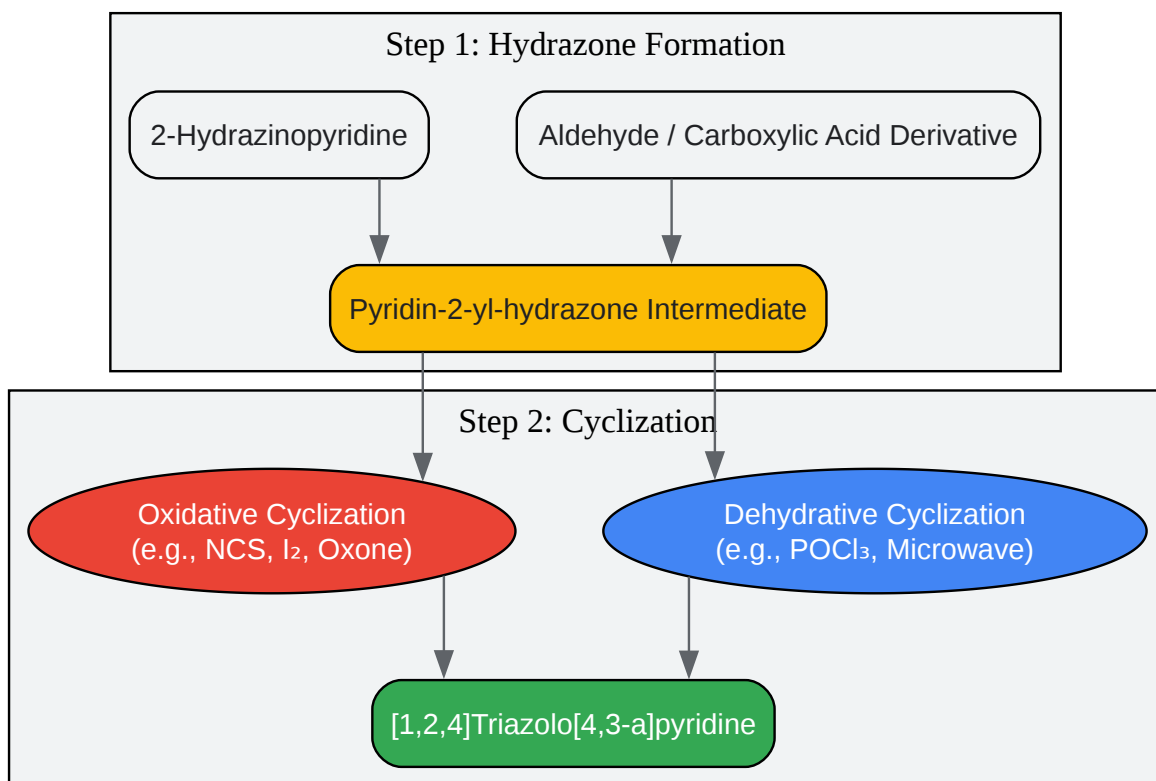 Step 1: Hydrazone Formation
2-Hydrazinopyridine
Aldehyde / Carboxylic Acid Derivative
Pyridin-2-yl-hydrazone Intermediate
Step 2: Cyclization
Oxidative Cyclization
(e.g., NCS, I₂, Oxone)
Dehydrative Cyclization
(e.g., POCl₃, Microwave)
[1,2,4]Triazolo[4,3-a]pyridine